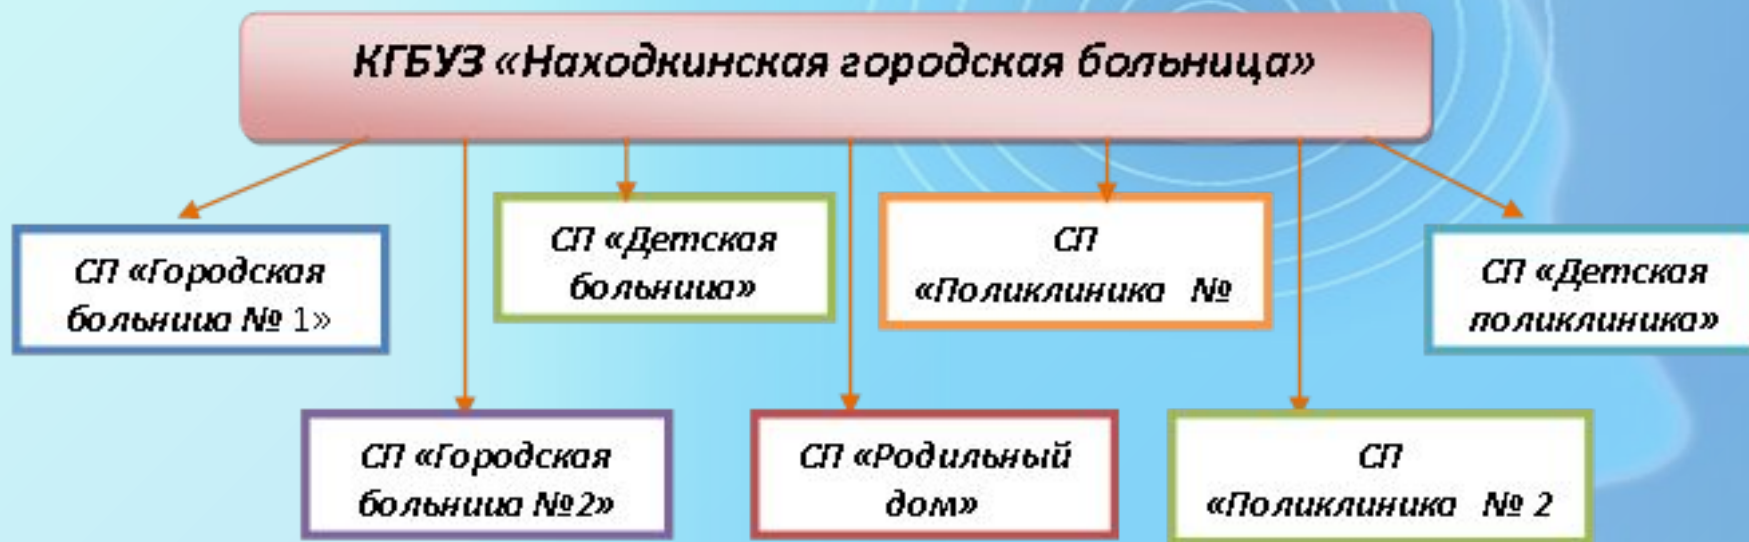 КГБУЗ «Находкинская городская больница»
СП «Городская
больница № 1»
СП «Детская
больница»
СП
«Поликлиника №
СП «Детская
поликлиника»
СП «Городская
больница №2»
СП «Родильный
дом»
СП
«Поликлиника № 2